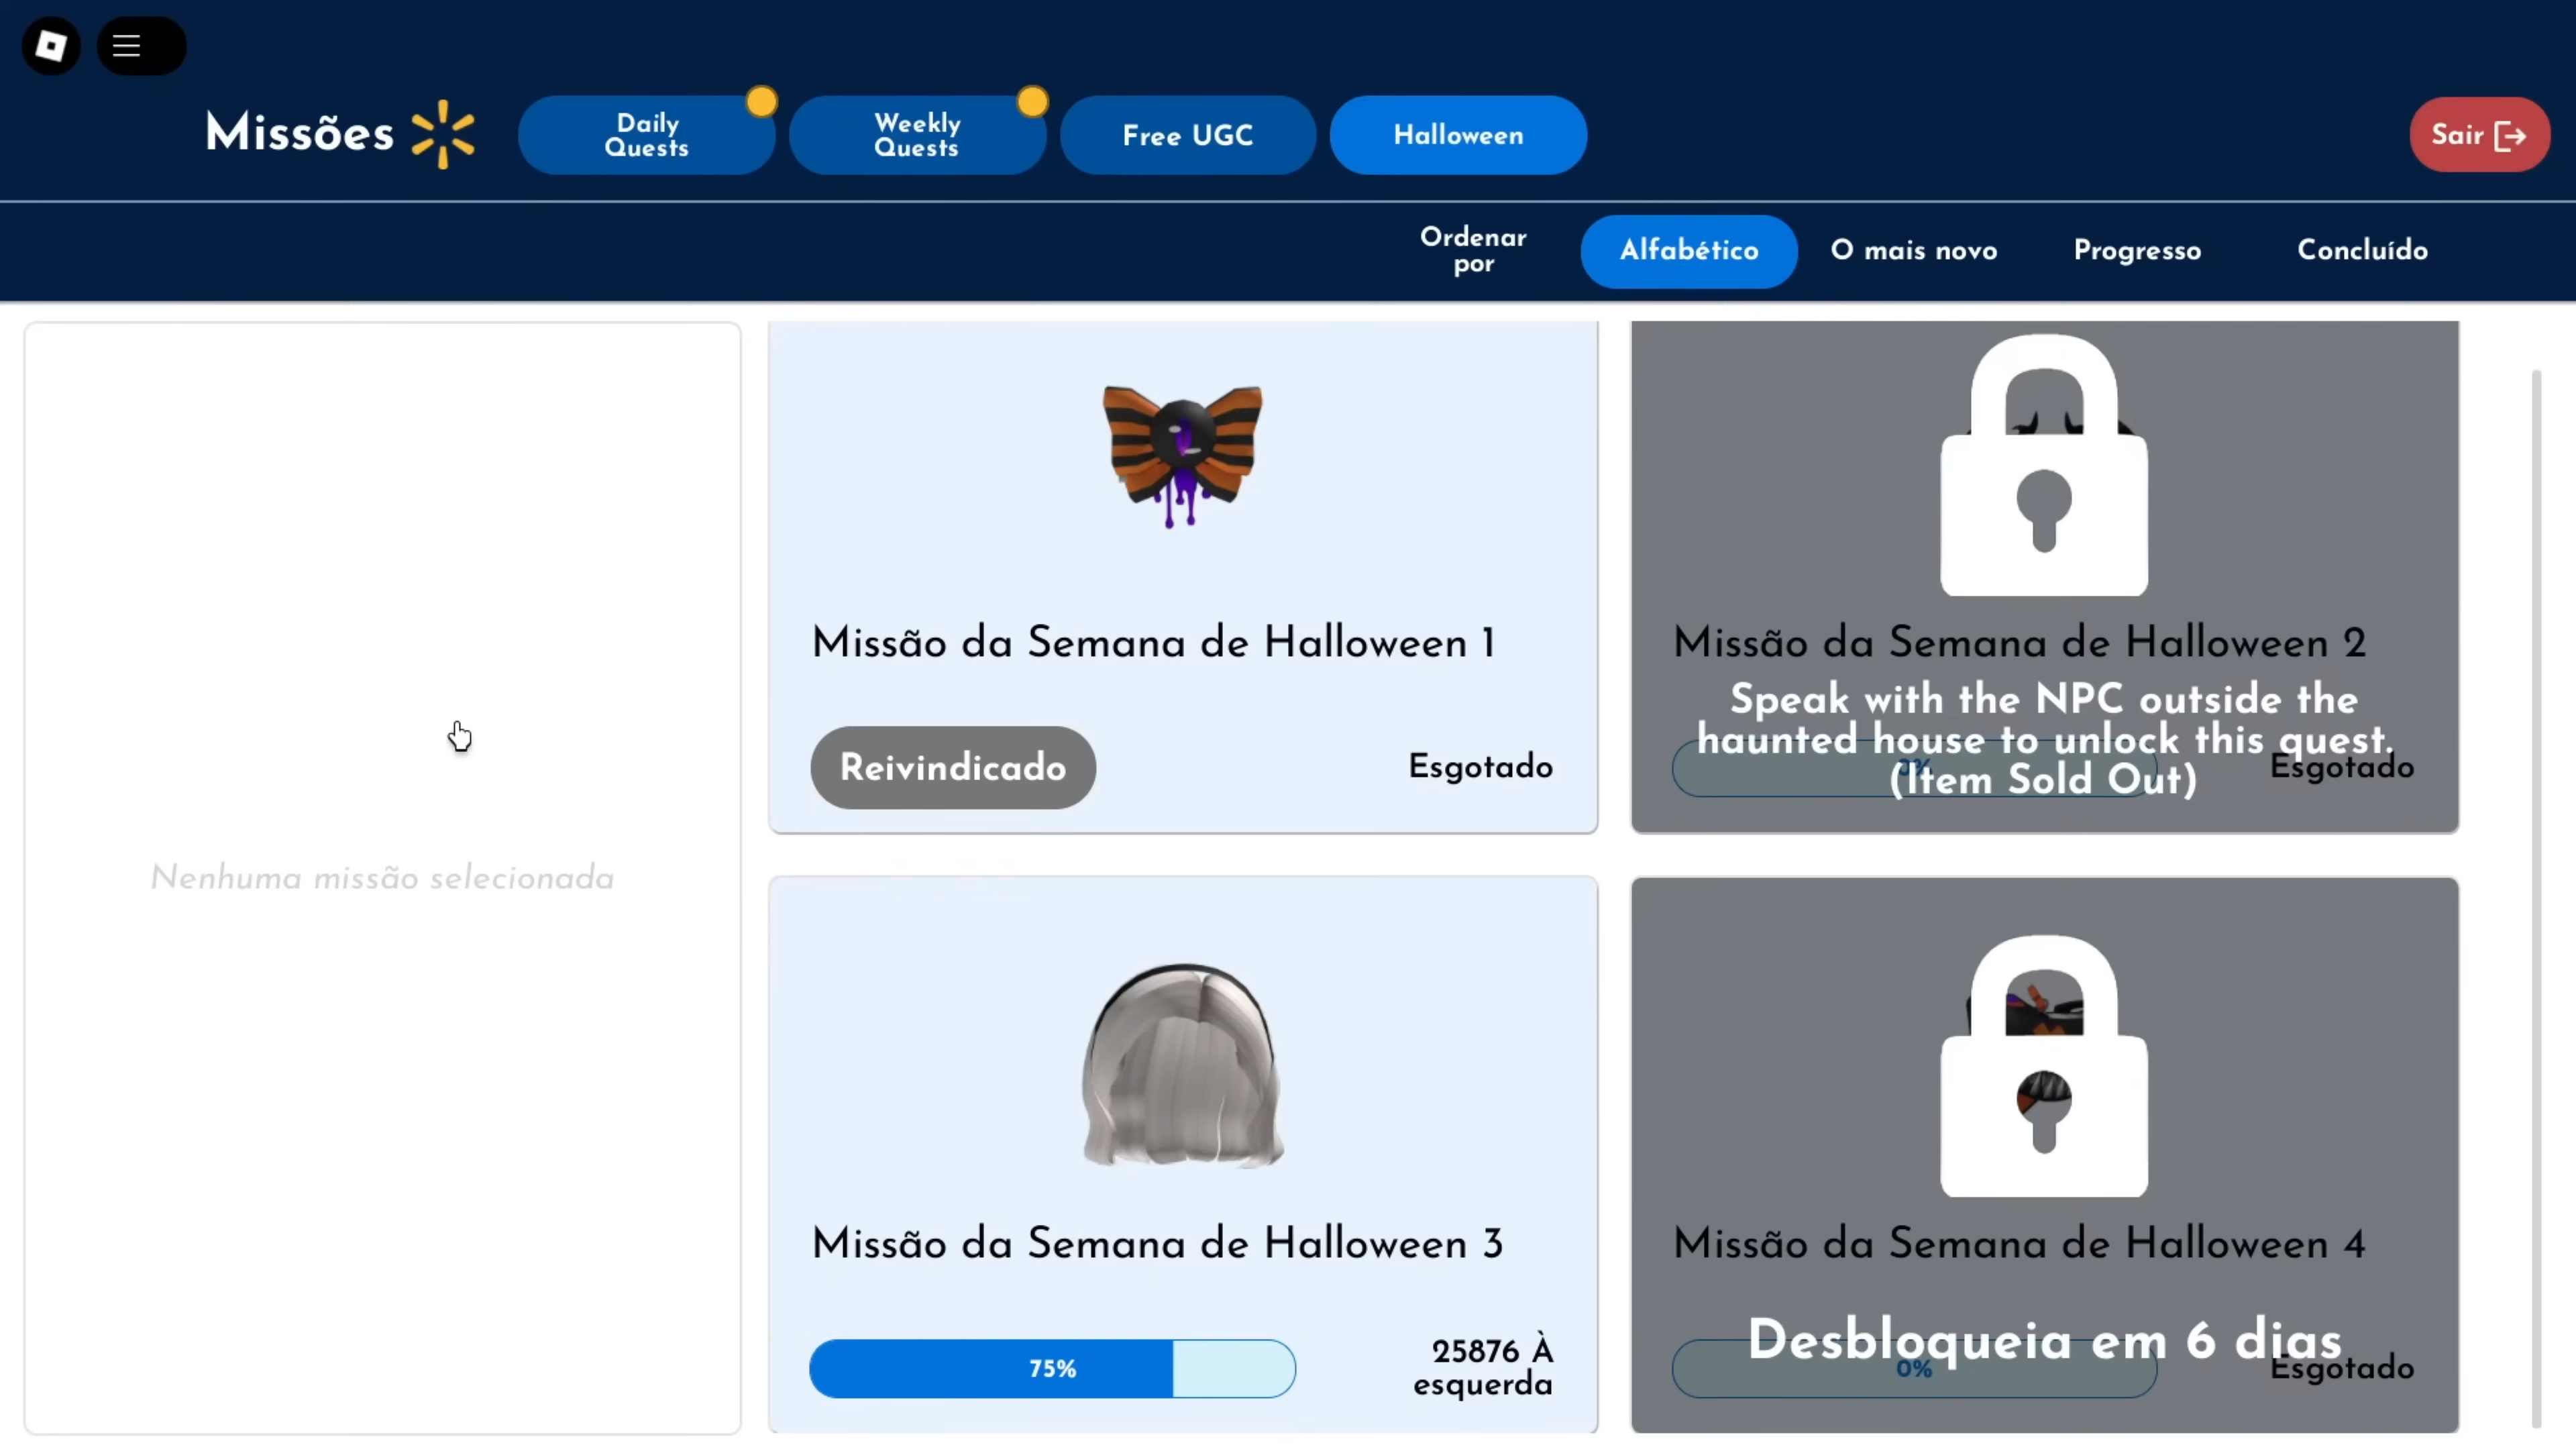 Missões
Daily
Quests
Weekly
Quests
Free UGC
Halloween
Sair
Ordenar
por
Alfabético
O mais novo
Progresso
Concluído
Nenhuma missão selecionada
Missão da Semana de Halloween 1
Reivindicado
Esgotado
Missão da Semana de Halloween 2
Speak with the NPC outside the
haunted house to unlock this quest.
(Item Sold Out)
0%
Esgotado
Missão da Semana de Halloween 3
75%
25876 À
esquerda
Missão da Semana de Halloween 4
Desbloqueia em 6 dias
0%
Esgotado